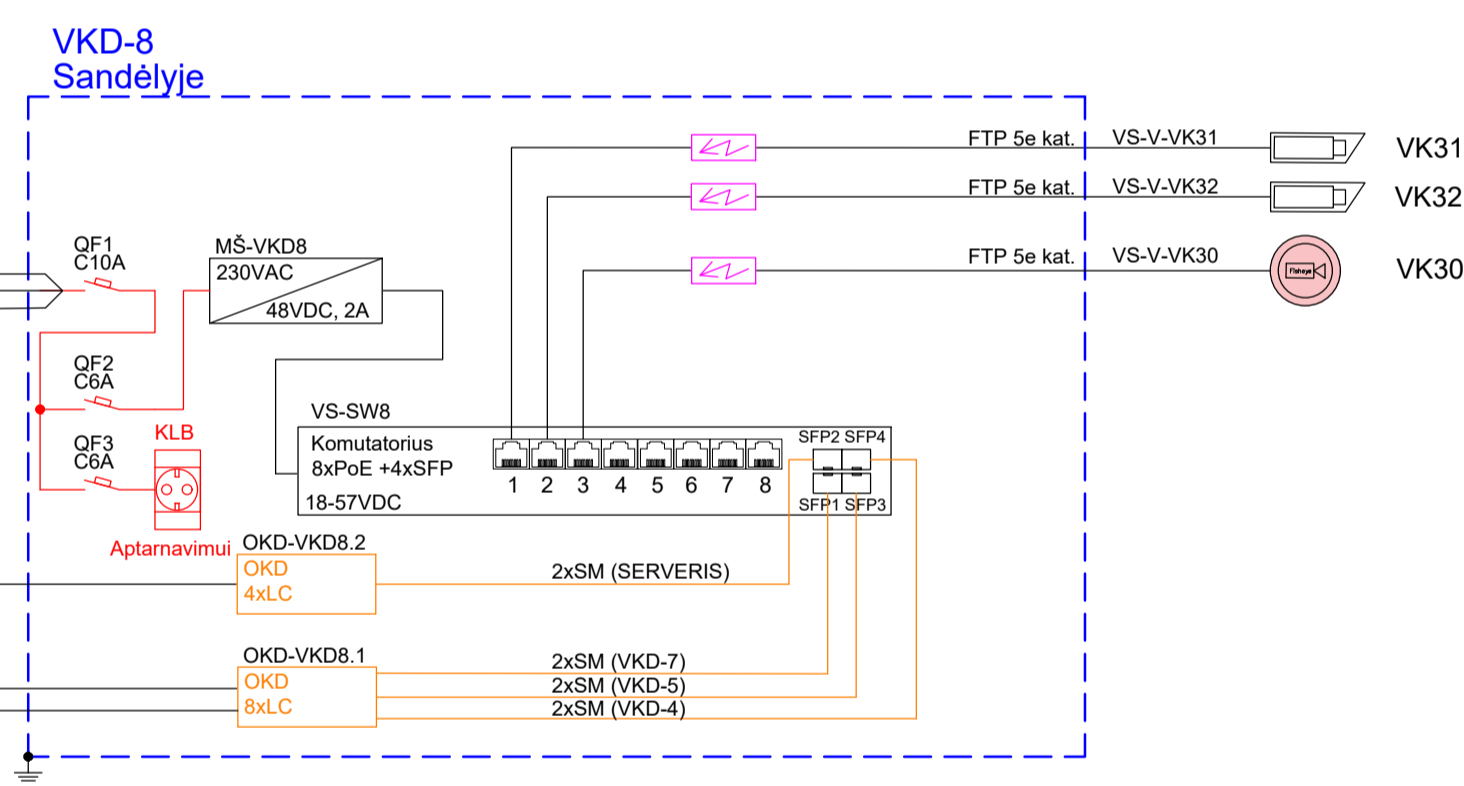 VKD-8
Sandėlyje
FTP 5e kat.
VS-V-VK31
VK31
FTP 5e kat.
VS-V-VK32
VK32
FTP 5e kat.
VS-V-VK30
Fisheye
VK30
QF1
C10A
MŠ-VKD8
230VAC
48VDC, 2A
QF2
C6A
QF3
C6A
KLB
Aptarnavimui
VS-SW8
Komutatorius
8xPoE +4xSFP
18-57VDC
1 2 3 4 5 6 7 8
SFP2 SFP4
SFP1 SFP3
OKD-VKD8.2
OKD
4xLC
2xSM (SERVERIS)
OKD-VKD8.1
OKD
8xLC
2xSM (VKD-7)
2xSM (VKD-5)
2xSM (VKD-4)